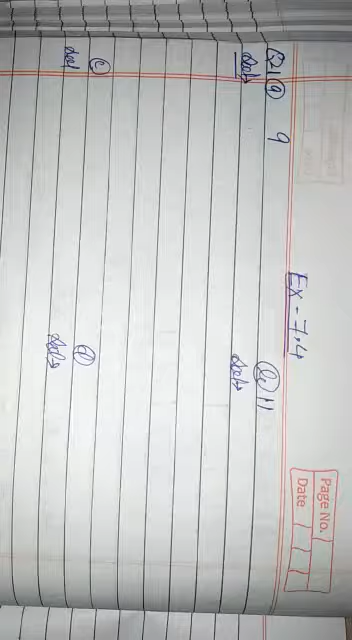 Page No.
Date
Ex - 7.4
Q1 (a) 9
(b) 11
Sol→
Sol→
(c)
(d)
Sol
Sol→